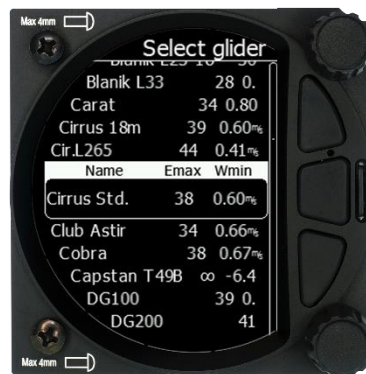 Max 4mm
Select glider
Blanik L33 28 0.
Carat 34 0.80
Cirrus 18m 39 0.60m/s
Cir.L265 44 0.41m/s
Name Emax Wmin
Cirrus Std. 38 0.60m/s
Club Astir 34 0.66m/s
Cobra 38 0.67m/s
Capstan T49B ∞ -6.4
DG100 39 0.
DG200 41
Max 4mm